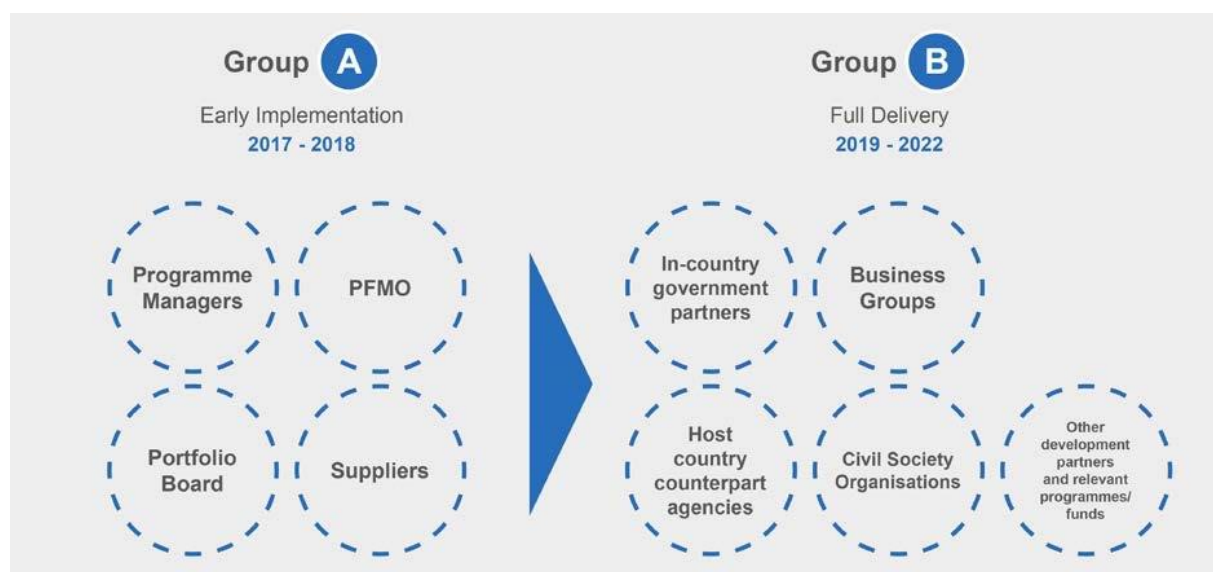 Group A
Early Implementation
2017 - 2018
Programme
Managers
PFMO
Portfolio
Board
Suppliers
Group B
Full Delivery
2019 - 2022
In-country
government
partners
Business
Groups
Host
country
counterpart
agencies
Civil Society
Organisations
Other
development
partners
and relevant
programmes/
funds